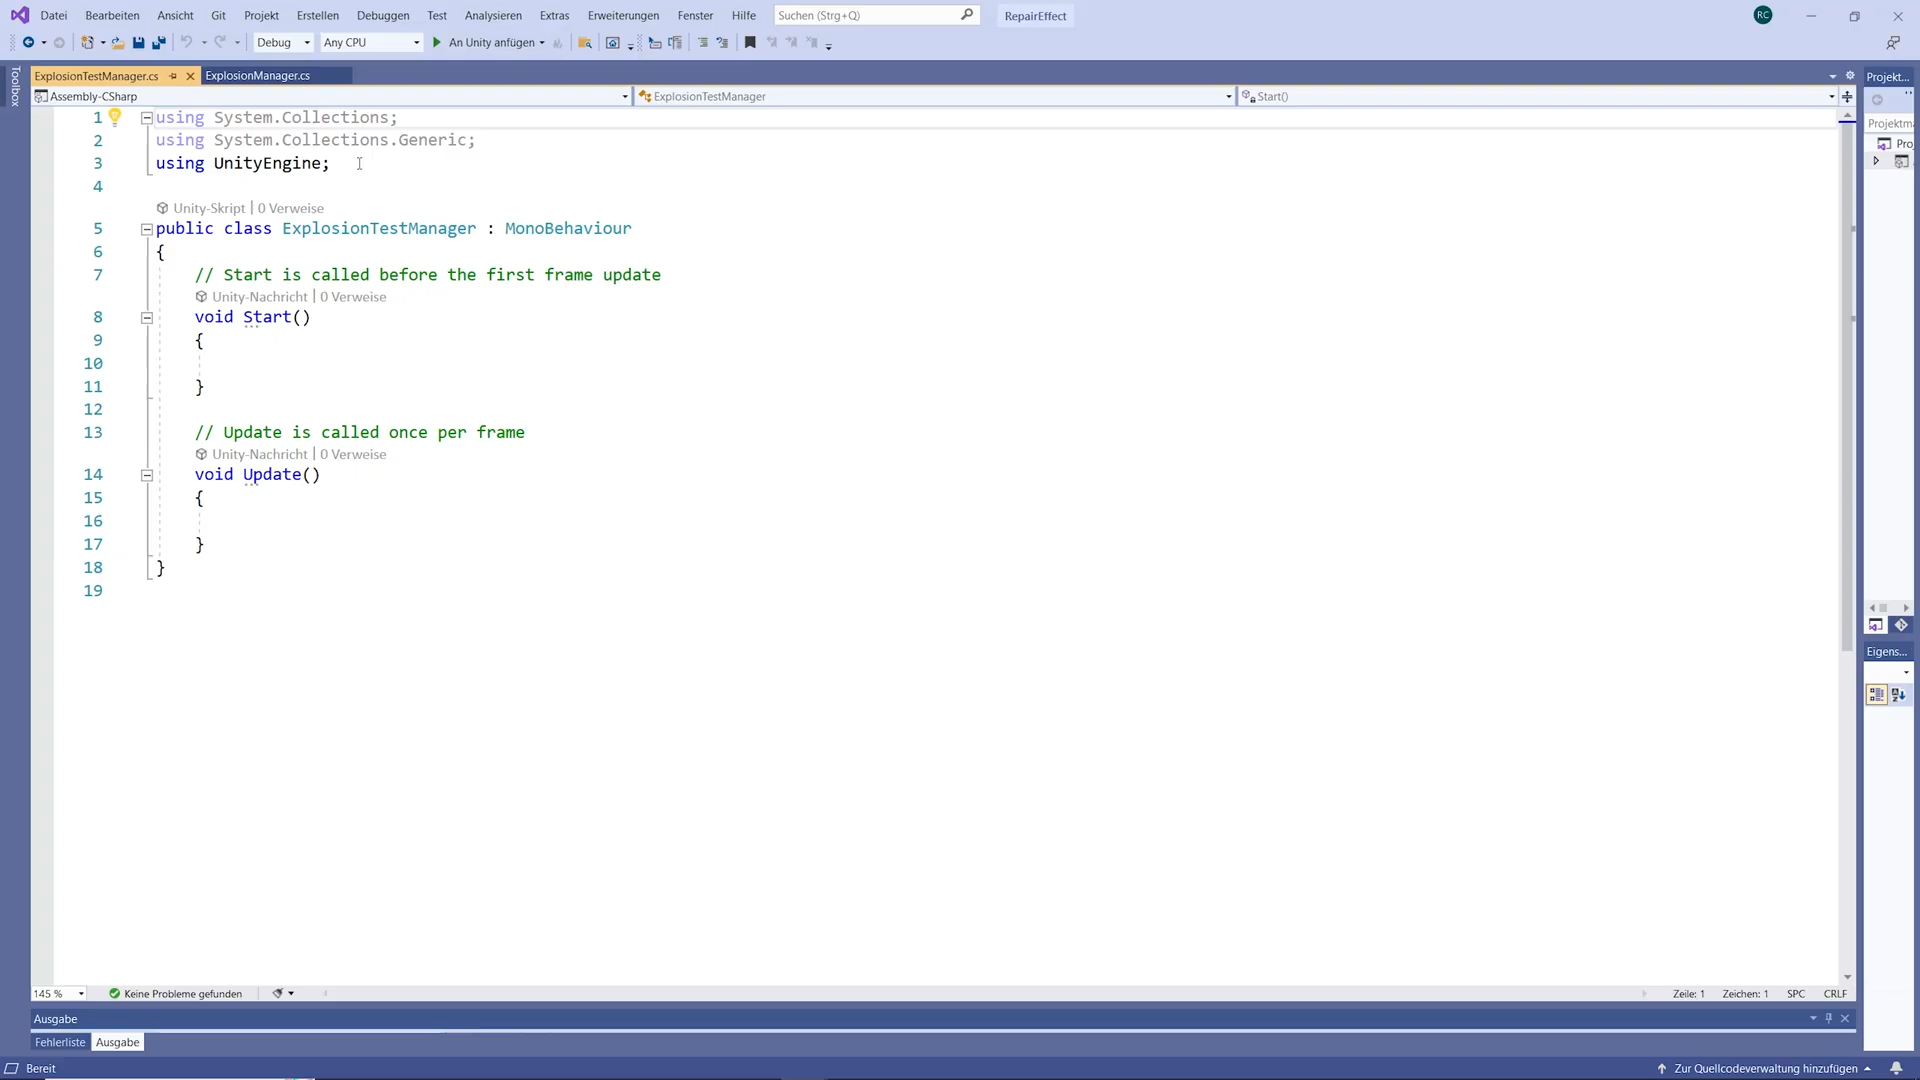 Datei Bearbeiten Ansicht Git Projekt Erstellen Debuggen Test Analysieren Extras Erweiterungen Fenster Hilfe Suchen (Strg+Q) RepairEffect RC
Debug Any CPU An Unity anfügen
Toolbox
ExplosionTestManager.cs ExplosionManager.cs
Projekt...
Assembly-CSharp ExplosionTestManager Start()
1 using System.Collections;
2 using System.Collections.Generic;
3 using UnityEngine;
4
Unity-Skript | 0 Verweise
5 public class ExplosionTestManager : MonoBehaviour
6 {
7 // Start is called before the first frame update
Unity-Nachricht | 0 Verweise
8 void Start()
9 {
10
11 }
12
13 // Update is called once per frame
Unity-Nachricht | 0 Verweise
14 void Update()
15 {
16
17 }
18 }
19
Projektma
Pro
Eigens...
145 % Keine Probleme gefunden Zeile: 1 Zeichen: 1 SPC CRLF
Ausgabe
Fehlerliste Ausgabe
Bereit Zur Quellcodeverwaltung hinzufügen